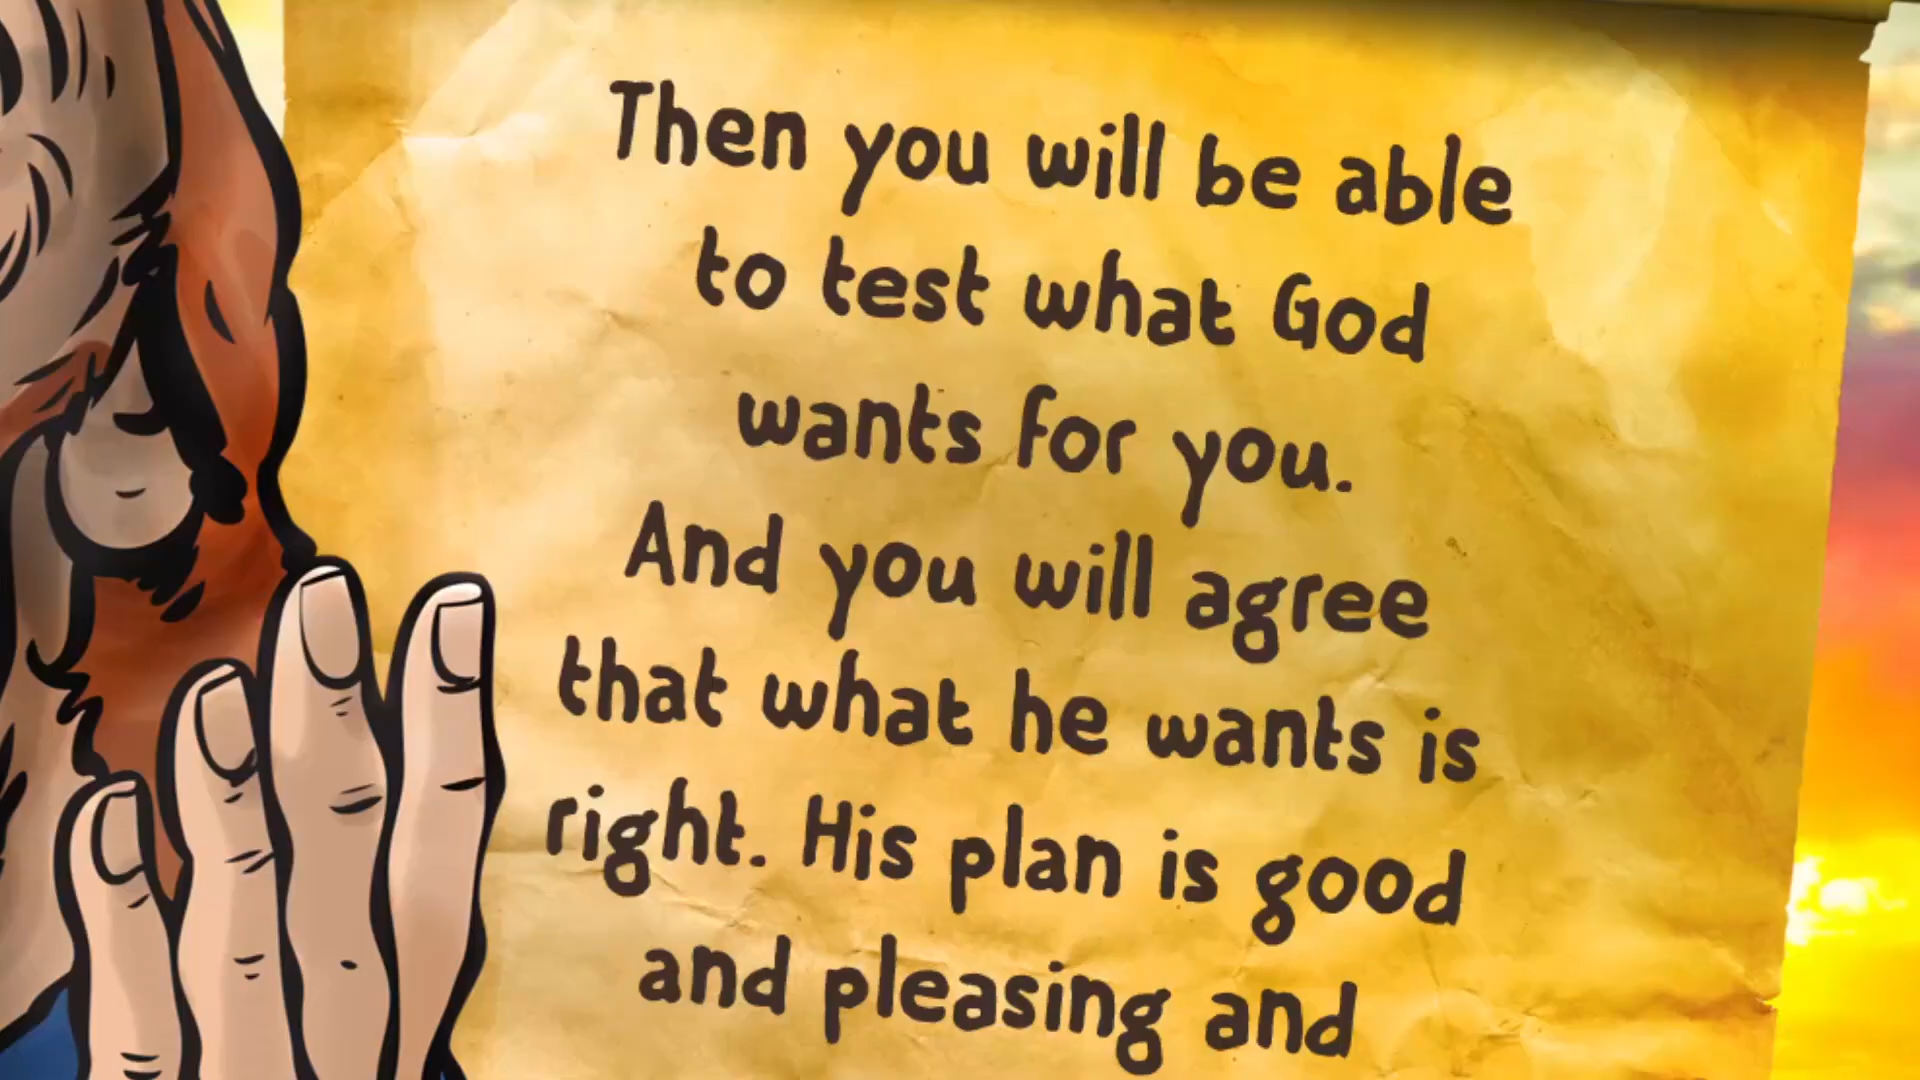 Then you will be able
to test what God
wants for you.
And you will agree
that what he wants is
right. His plan is good
and pleasing and